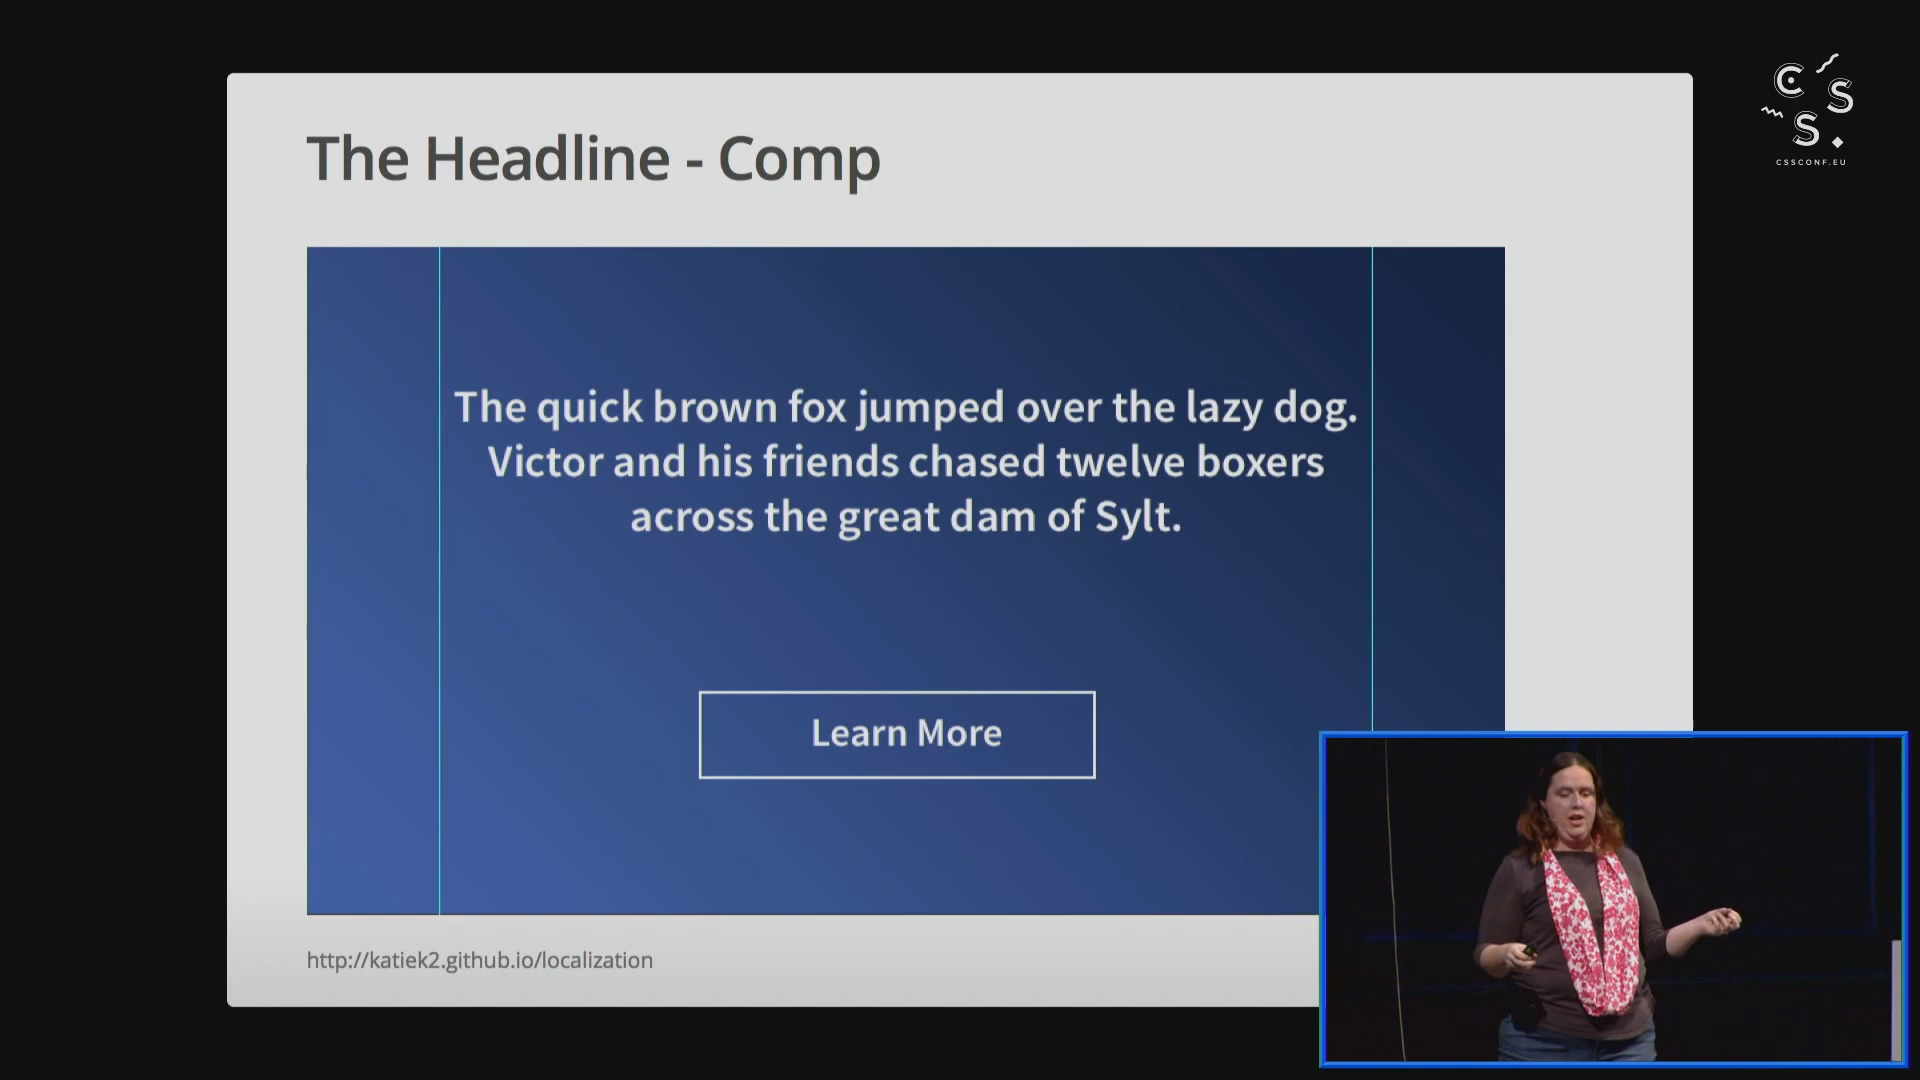 The Headline - Comp
The quick brown fox jumped over the lazy dog.
Victor and his friends chased twelve boxers
across the great dam of Sylt.
Learn More
http://katiek2.github.io/localization
C
S
S.
CSSCONF.EU